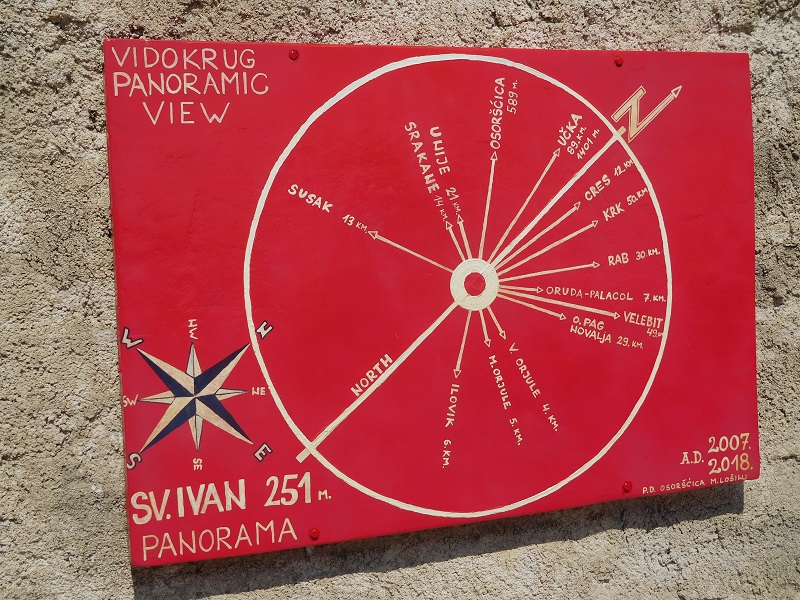 VIDOKRUG
PANORAMIC
VIEW
N
OSORŠĆICA
589 M.
UČKA
89. KM.
1401 M.
UNIJE 21 KM.
SRAKANE 14 KM.
SUSAK 13 KM.
CRES 12 KM.
KRK 50. KM.
RAB 30. KM.
ORUDA-PALACOL 7. KM.
VELEBIT
O. PAG
NOVALJA 29. KM.
V. ORJULE 4. KM.
M. ORJULE 5. KM.
ILOVIK 6. KM.
NORTH
NW
N
NE
E
SE
S
SW
W
SV. IVAN 251 M.
PANORAMA
A.D. 2007.
2018.
P.D. OSORŠĆICA M. LOŠINJ